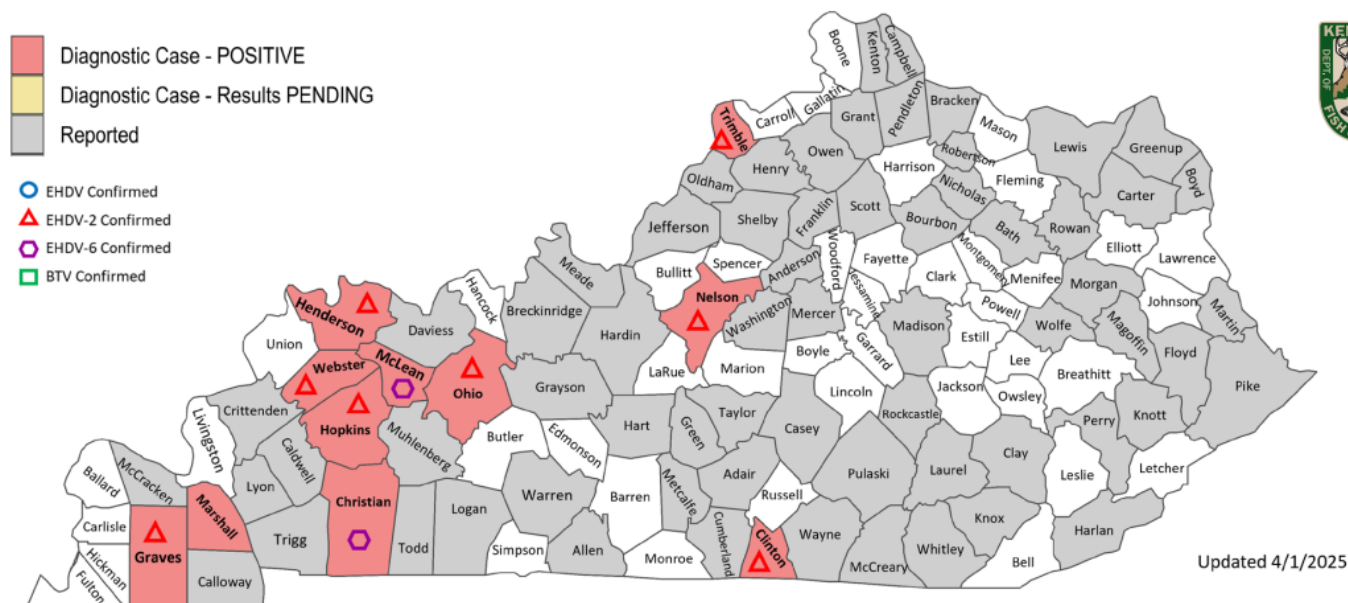 Diagnostic Case - POSITIVE
Diagnostic Case - Results PENDING
Reported
EHDV Confirmed
EHDV-2 Confirmed
EHDV-6 Confirmed
BTV Confirmed
Boone
Kenton
Campbell
Gallatin
Carroll
Trimble
Grant
Pendleton
Bracken
Mason
Robertson
Lewis
Greenup
Boyd
Carter
Owen
Henry
Oldham
Harrison
Nicholas
Fleming
Rowan
Elliott
Lawrence
Jefferson
Shelby
Franklin
Scott
Bourbon
Bath
Montgomery
Menifee
Morgan
Johnson
Martin
Meade
Bullitt
Spencer
Anderson
Woodford
Fayette
Clark
Powell
Wolfe
Magoffin
Floyd
Pike
Henderson
Daviess
Hancock
Breckinridge
Hardin
Nelson
Washington
Mercer
Jessamine
Madison
Estill
Lee
Breathitt
Union
Webster
McLean
Ohio
Grayson
LaRue
Marion
Boyle
Garrard
Lincoln
Jackson
Owsley
Perry
Knott
Crittenden
Hopkins
Muhlenberg
Butler
Edmonson
Hart
Green
Taylor
Casey
Rockcastle
Clay
Leslie
Letcher
Livingston
Caldwell
Lyon
Warren
Barren
Metcalfe
Adair
Russell
Pulaski
Laurel
Knox
Harlan
Ballard
McCracken
Marshall
Christian
Trigg
Todd
Logan
Simpson
Allen
Monroe
Cumberland
Clinton
Wayne
McCreary
Whitley
Bell
Carlisle
Graves
Hickman
Fulton
Calloway
Updated 4/1/2025
DEPT. OF